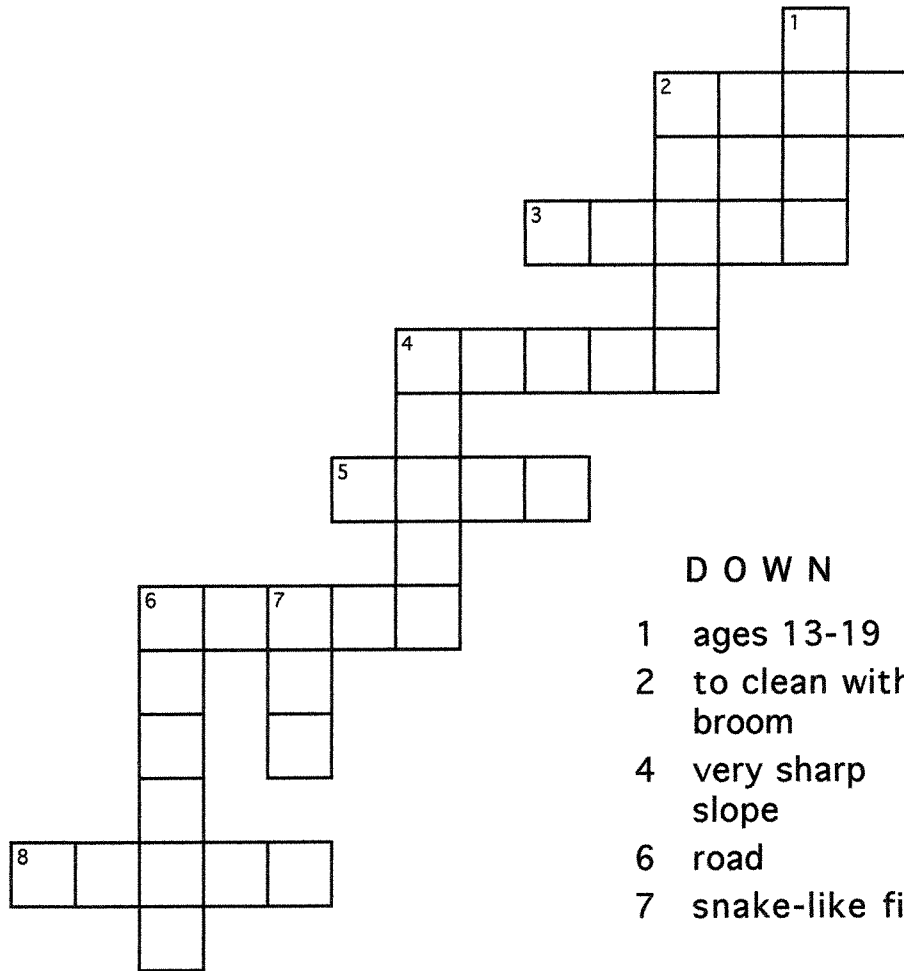 1
2
3
4
5
6 7
8
D O W N
1 ages 13-19
2 to clean with
broom
4 very sharp
slope
6 road
7 snake-like fi